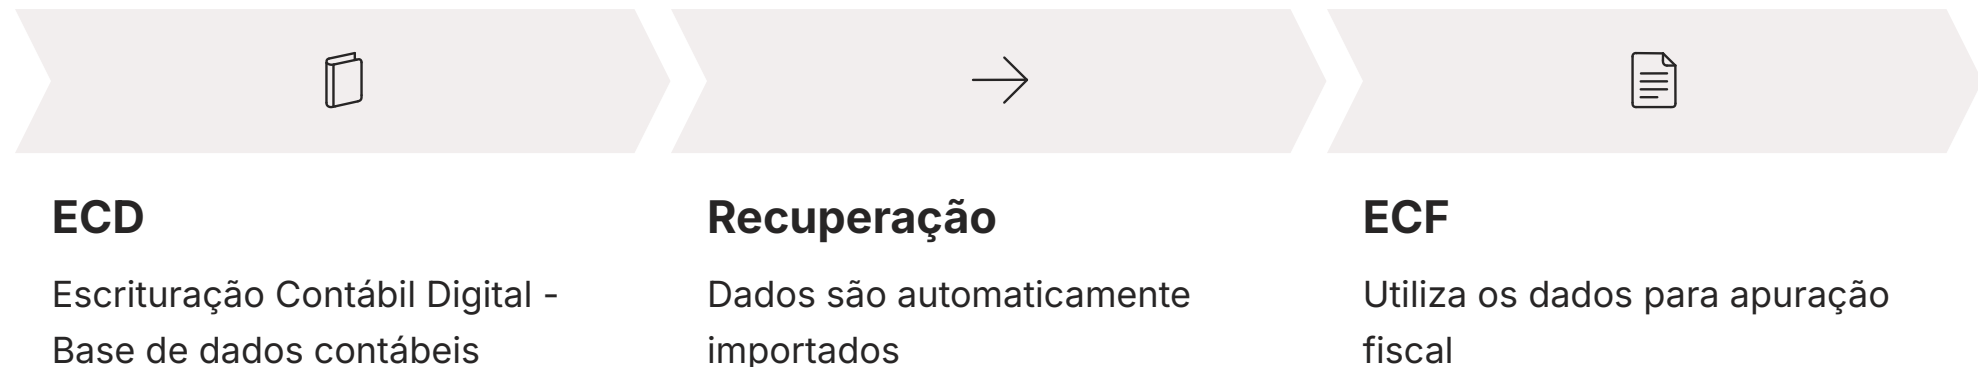 ECD
Escrituração Contábil Digital -
Base de dados contábeis
Recuperação
Dados são automaticamente
importados
ECF
Utiliza os dados para apuração
fiscal